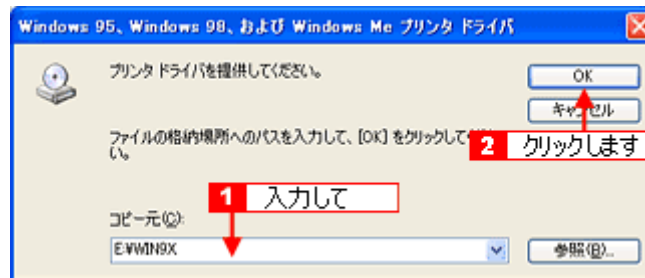 Windows 95、Windows 98、および Windows Me プリンタ ドライバ
プリンタ ドライバを提供してください。
OK
キャンセル
ファイルの格納場所へのパスを入力して、[OK] をクリックして
い。
2 クリックします
1 入力して
コピー元(C):
E:¥WIN9X
参照(B)...